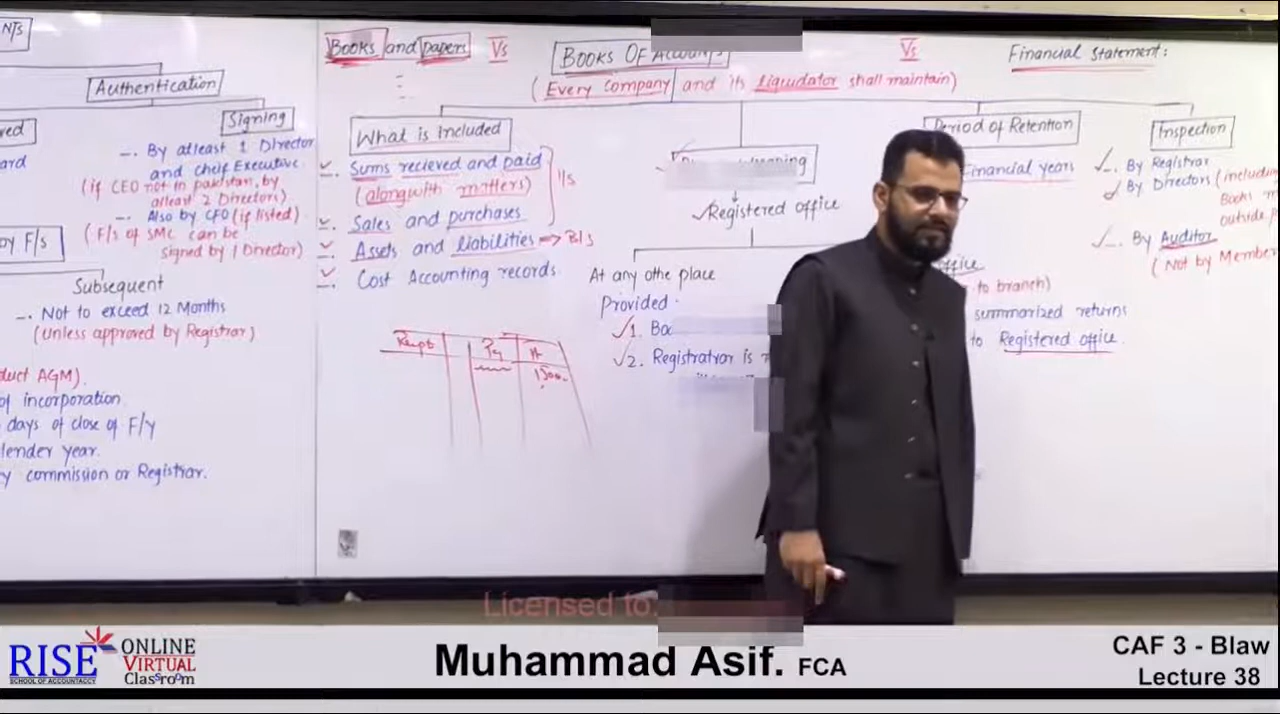 NTS
Authentication
ved
ard
Signing
_. By atleast 1 Director
and cheif Executive
(if CEO not in pakistan, by
atleast 2 Directors)
_. Also by CFO (if listed)
(F/s of SMC can be
signed by 1 Director)
by F/s
Subsequent
_. Not to exceed 12 Months
(Unless approved by Registrar)
duct AGM).
of incorporation
days of close of F/y
lender year.
y commission or Registrar.
Books and papers Vs
BOOKS OF Accounts
Vs
Financial Statement:
(Every company and its liquidator shall maintain)
What is included
_. Sums recieved and paid
(alongwith matters)
I/s
_. Sales and purchases
_. Assets and liabilities => B/s
_. Cost Accounting records
Registered office
At any othe place
Provided
1.
2. Registration is
office
to branch)
summarized returns
to Registered office.
Period of Retention
Financial years
Inspection
_. By Registrar
By Directors (including
Books
outside
_. By Auditor
(Not by Member
Licensed to:
RISE
SCHOOL OF ACCOUNTANCY
ONLINE
VIRTUAL
Classroom
Muhammad Asif. FCA
CAF 3 - Blaw
Lecture 38